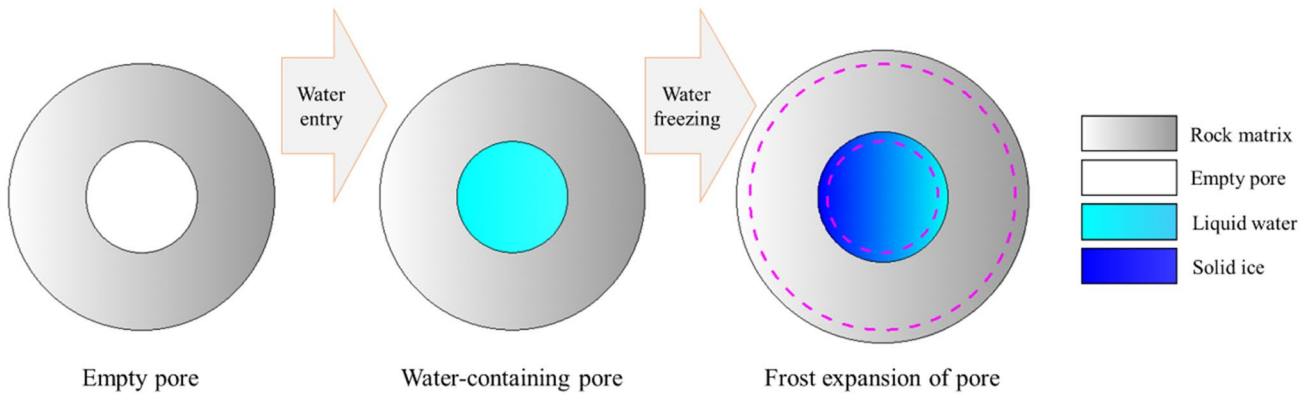 Water
entry
Water
freezing
Rock matrix
Empty pore
Liquid water
Solid ice
Empty pore
Water-containing pore
Frost expansion of pore